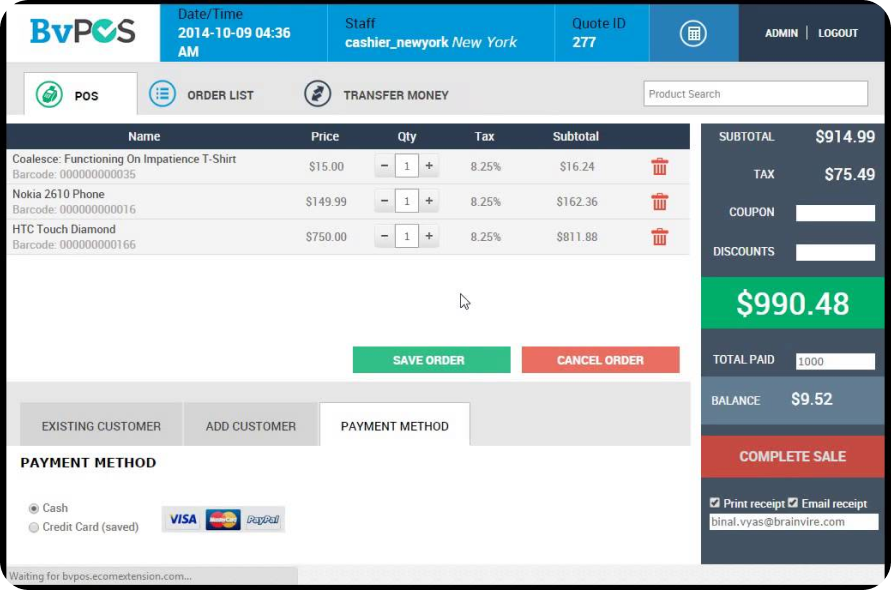 BvPOS
Date/Time
2014-10-09 04:36
AM
Staff
cashier_newyork New York
Quote ID
277
ADMIN | LOGOUT
POS
ORDER LIST
TRANSFER MONEY
Product Search
Name Price Qty Tax Subtotal
Coalesce: Functioning On Impatience T-Shirt
Barcode: 000000000035
$15.00 − 1 + 8.25% $16.24
Nokia 2610 Phone
Barcode: 000000000016
$149.99 − 1 + 8.25% $162.36
HTC Touch Diamond
Barcode: 000000000166
$750.00 − 1 + 8.25% $811.88
SAVE ORDER
CANCEL ORDER
SUBTOTAL $914.99
TAX $75.49
COUPON
DISCOUNTS
$990.48
TOTAL PAID 1000
BALANCE $9.52
COMPLETE SALE
Print receipt Email receipt
binal.vyas@brainvire.com
EXISTING CUSTOMER
ADD CUSTOMER
PAYMENT METHOD
PAYMENT METHOD
Cash
Credit Card (saved)
VISA MasterCard PayPal
Waiting for bvpos.ecomextension.com...